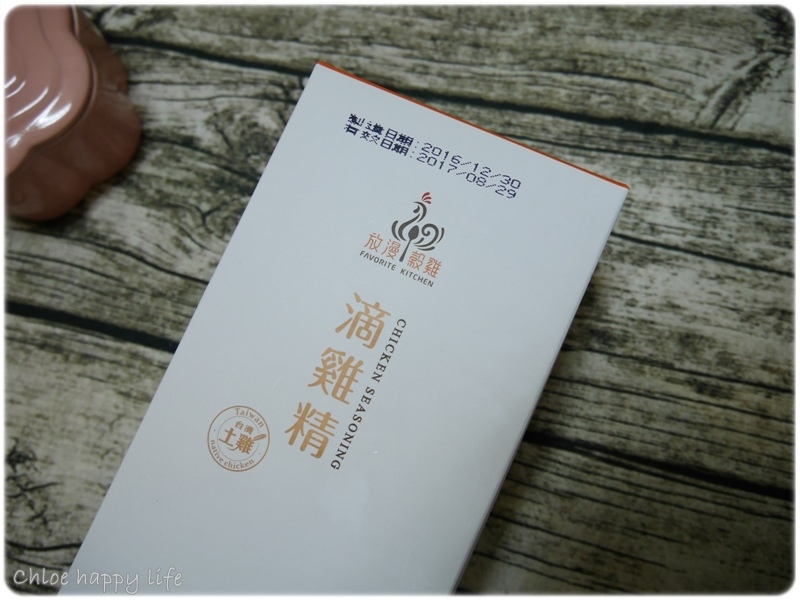 製造日期:2016/12/30
有效日期:2017/08/29
放漫穀雞
FAVORITE KITCHEN
滴雞精
CHICKEN SEASONING
Taiwan
台灣
土雞
native chicken
Chloe happy life